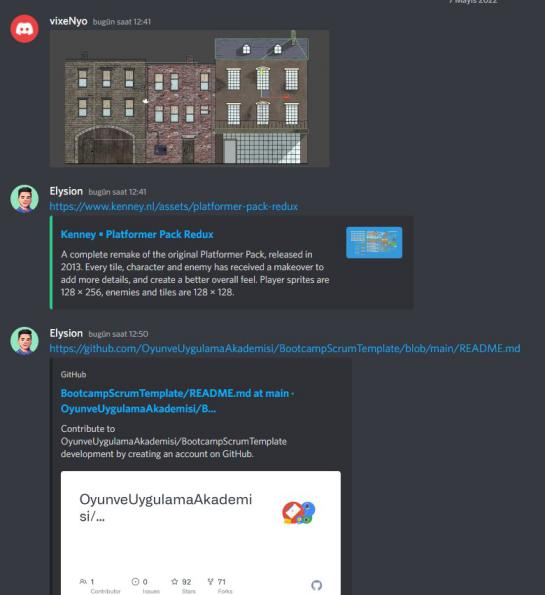 7 Mayıs 2022
vixeNyo bugün saat 12:41
Elysion bugün saat 12:41
https://www.kenney.nl/assets/platformer-pack-redux
Kenney • Platformer Pack Redux
A complete remake of the original Platformer Pack, released in
2013. Every tile, character and enemy has received a makeover to
add more details, and create a better overall feel. Player sprites are
128 × 256, enemies and tiles are 128 × 128.
Elysion bugün saat 12:50
https://github.com/OyunveUygulamaAkademisi/BootcampScrumTemplate/blob/main/README.md
GitHub
BootcampScrumTemplate/README.md at main ·
OyunveUygulamaAkademisi/B...
Contribute to
OyunveUygulamaAkademisi/BootcampScrumTemplate
development by creating an account on GitHub.
OyunveUygulamaAkademi
si/...
1 0 92 71
Contributor Issues Stars Forks